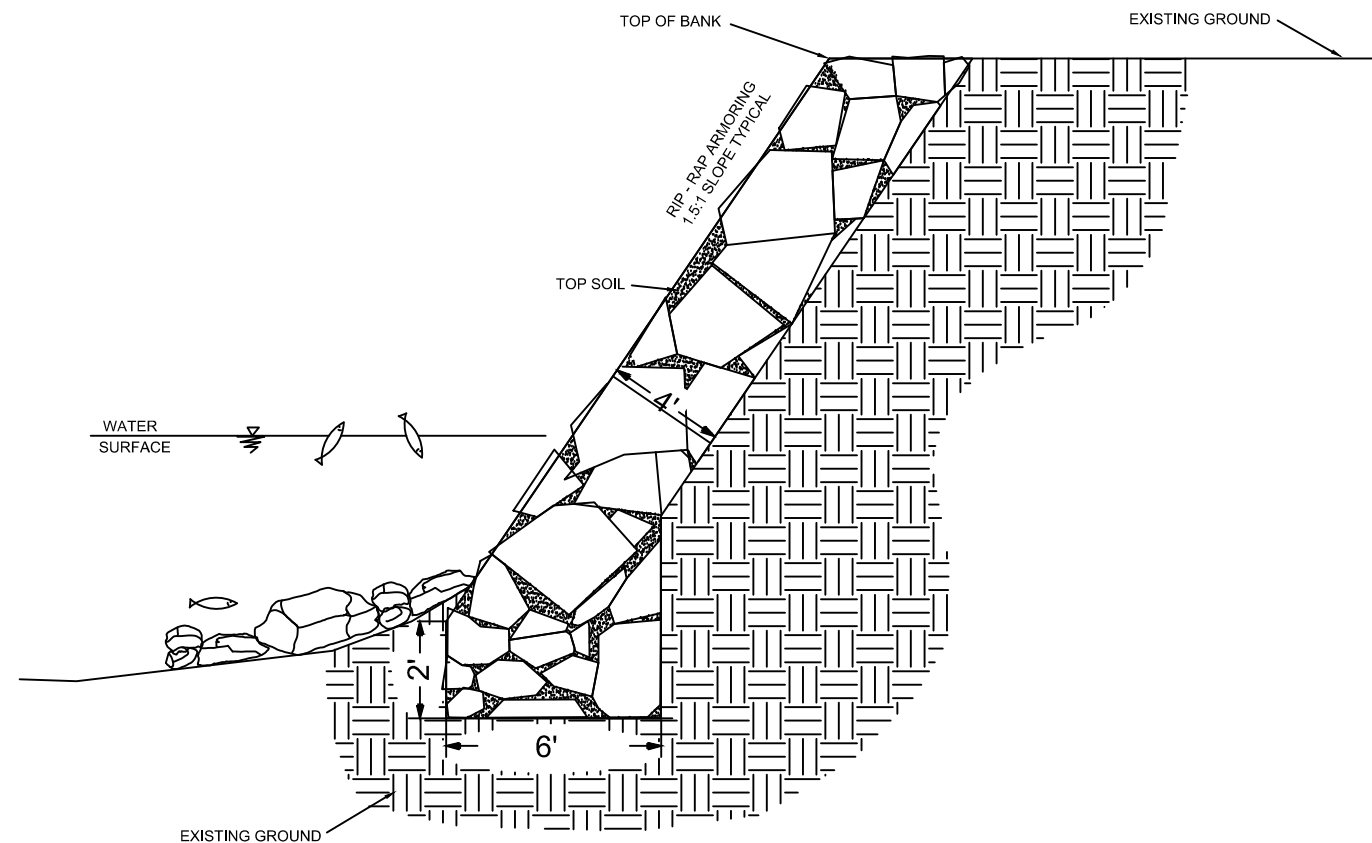 TOP OF BANK
EXISTING GROUND
RIP - RAP ARMORING
1.5:1 SLOPE TYPICAL
TOP SOIL
4'
WATER
SURFACE
2'
6'
EXISTING GROUND